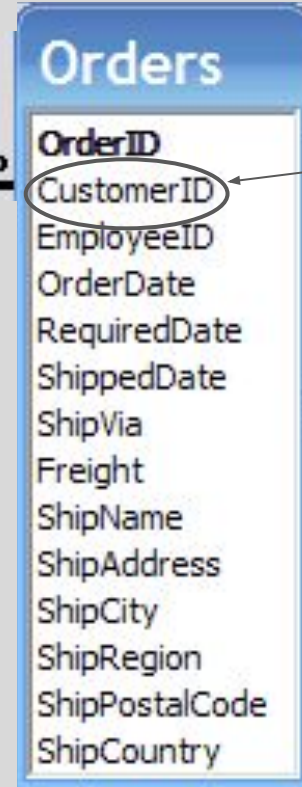 Orders
OrderID
CustomerID
EmployeeID
OrderDate
RequiredDate
ShippedDate
ShipVia
Freight
ShipName
ShipAddress
ShipCity
ShipRegion
ShipPostalCode
ShipCountry